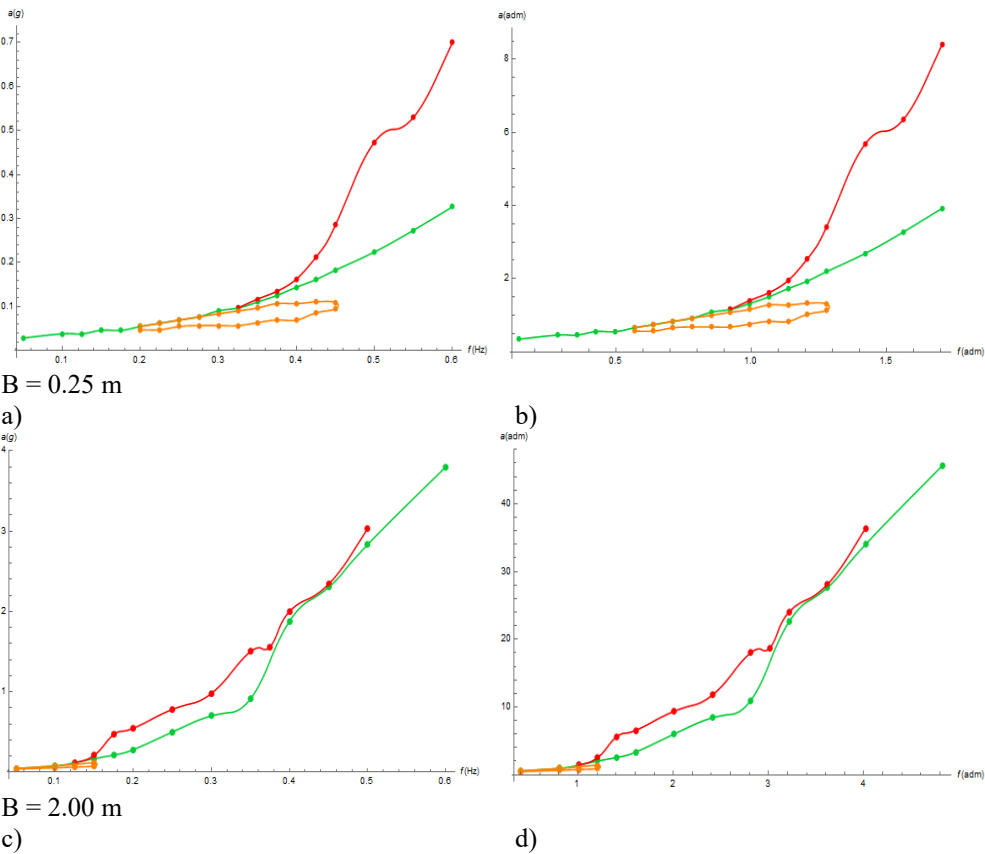 a(g)
a(adm)
0.7
0.6
0.5
0.4
0.3
0.2
0.1
0.1 0.2 0.3 0.4 0.5 0.6 f(Hz)
8
6
4
2
0.5 1.0 1.5 f(adm)
B = 0.25 m
a) b)
a(g)
a(adm)
4
3
2
1
0.1 0.2 0.3 0.4 0.5 0.6 f(Hz)
40
30
20
10
1 2 3 4 f(adm)
B = 2.00 m
c) d)